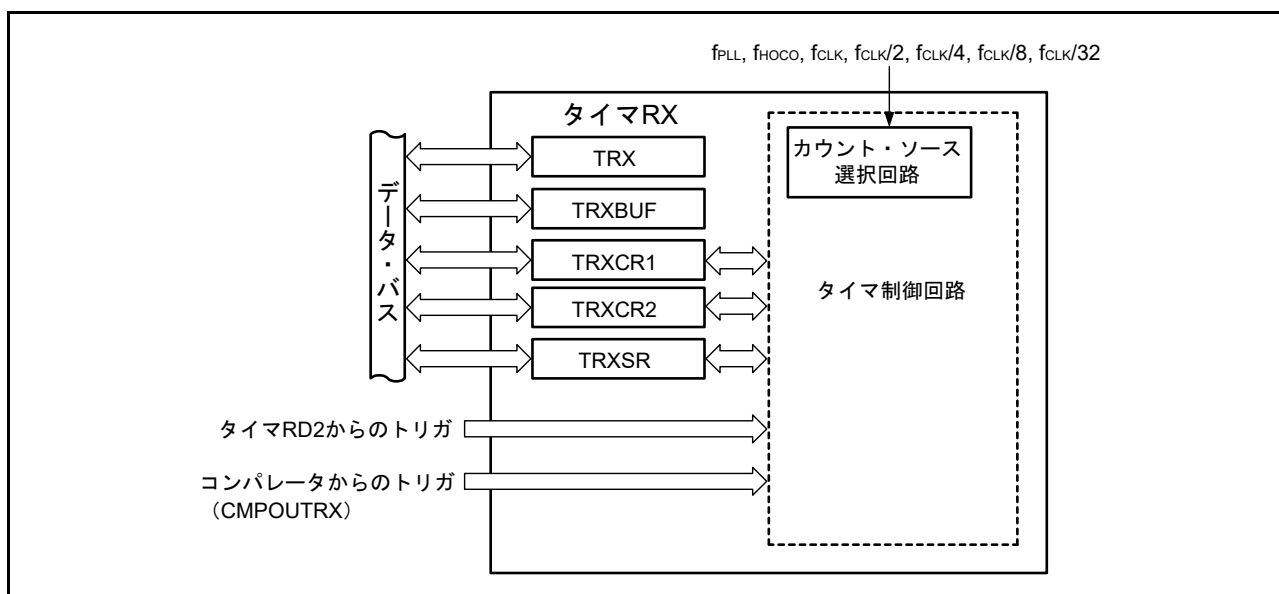 fPLL, fHOCO, fCLK, fCLK/2, fCLK/4, fCLK/8, fCLK/32
タイマRX
TRX
TRXBUF
TRXCR1
TRXCR2
TRXSR
データ・バス
カウント・ソース
選択回路
タイマ制御回路
タイマRD2からのトリガ
コンパレータからのトリガ
（CMPOUTRX）